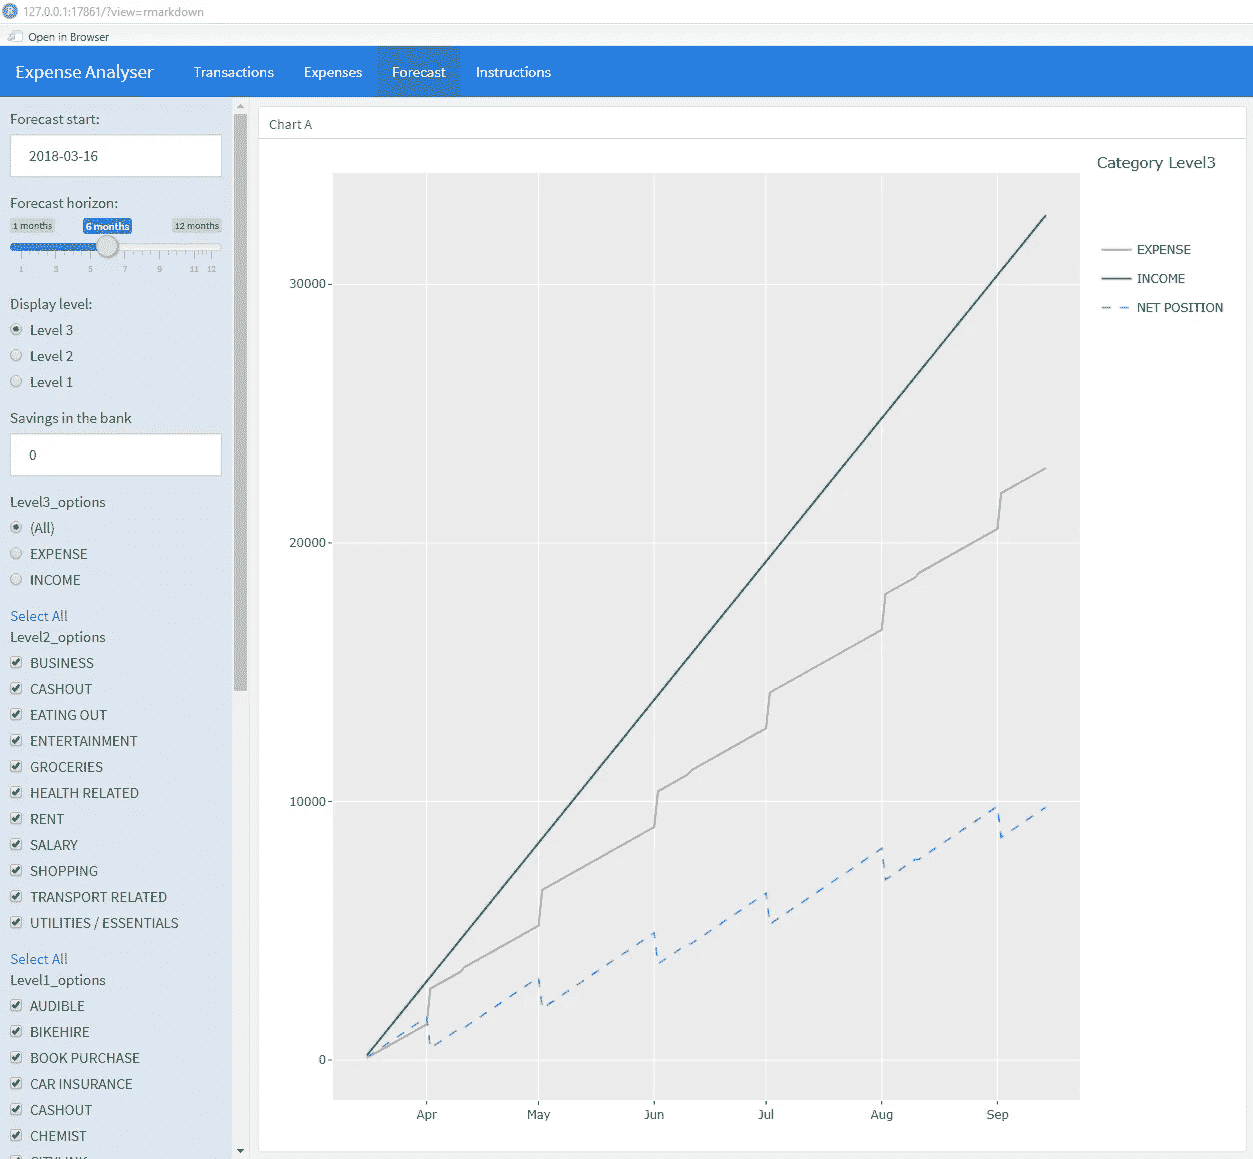 127.0.0.1:17861/?view=rmarkdown
Open in Browser
Expense Analyser Transactions Expenses Forecast Instructions
Forecast start:
2018-03-16
Forecast horizon:
1 months 6 months 12 months
1 3 5 7 9 11 12
Display level:
Level 3
Level 2
Level 1
Savings in the bank
0
Level3_options
(All)
EXPENSE
INCOME
Select All
Level2_options
BUSINESS
CASHOUT
EATING OUT
ENTERTAINMENT
GROCERIES
HEALTH RELATED
RENT
SALARY
SHOPPING
TRANSPORT RELATED
UTILITIES / ESSENTIALS
Select All
Level1_options
AUDIBLE
BIKEHIRE
BOOK PURCHASE
CAR INSURANCE
CASHOUT
CHEMIST
Chart A
Category Level3
EXPENSE
INCOME
NET POSITION
30000
20000
10000
0
Apr May Jun Jul Aug Sep